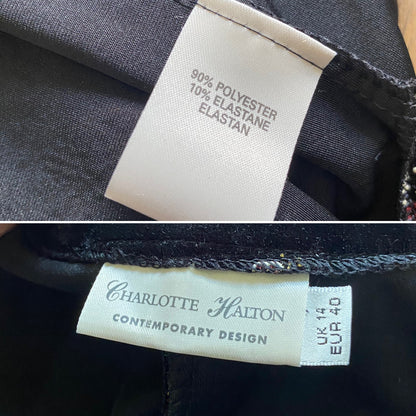 90% POLYESTER
10% ELASTANE
ELASTAN
CHARLOTTE HALTON
CONTEMPORARY DESIGN
UK 14
EUR 40